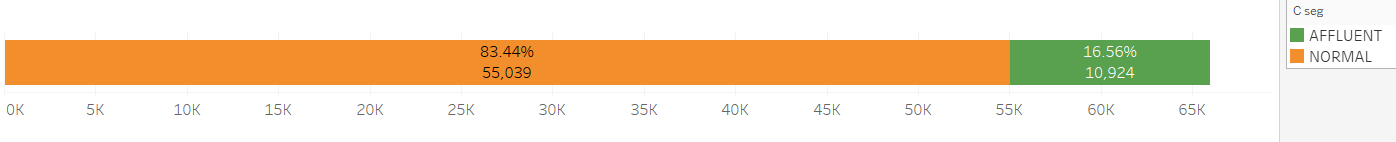 C seg
AFFLUENT
NORMAL
83.44%
55,039
16.56%
10,924
0K 5K 10K 15K 20K 25K 30K 35K 40K 45K 50K 55K 60K 65K